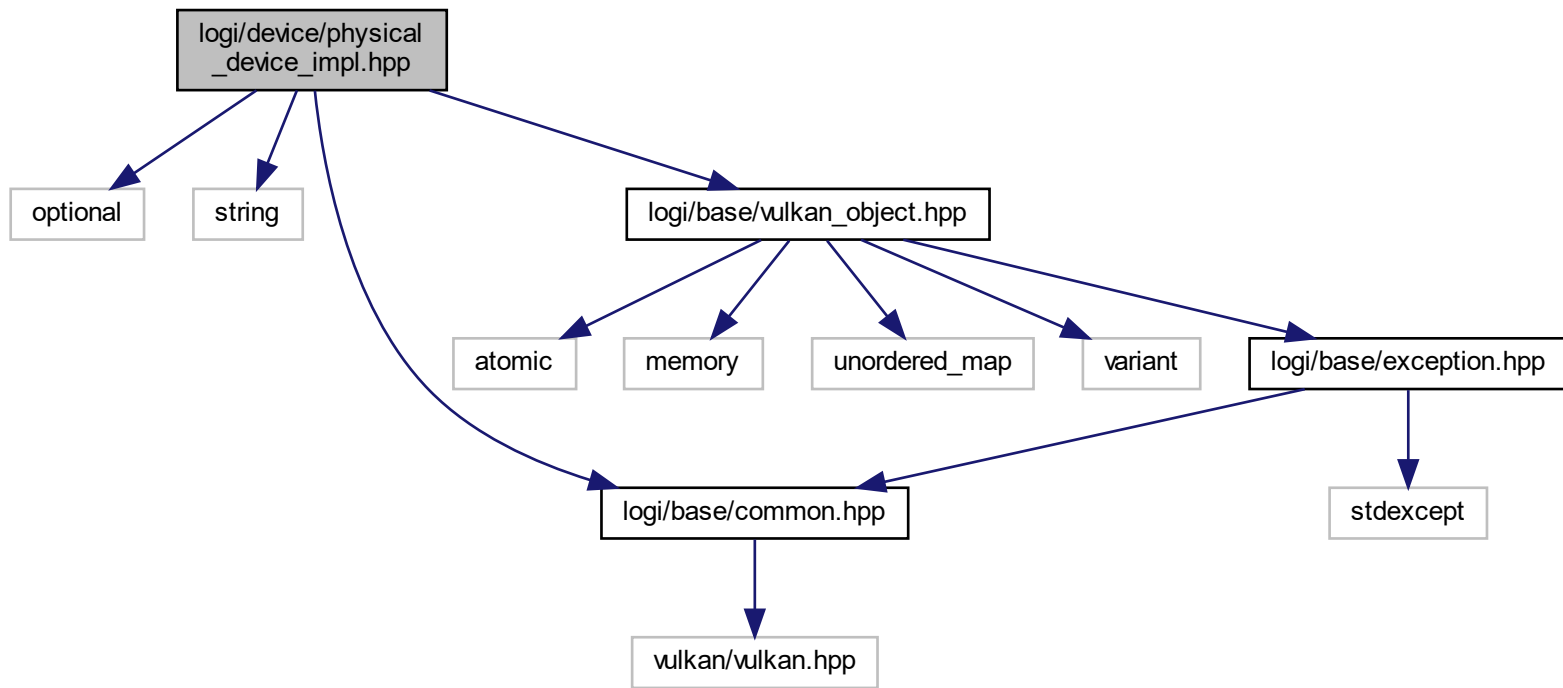 logi/device/physical
_device_impl.hpp
optional
string
logi/base/vulkan_object.hpp
atomic
memory
unordered_map
variant
logi/base/exception.hpp
logi/base/common.hpp
stdexcept
vulkan/vulkan.hpp